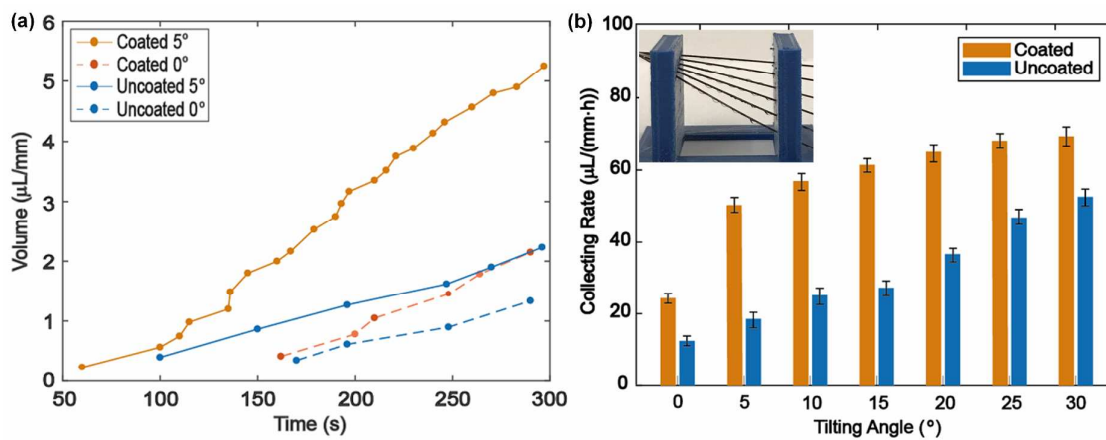 (a)
Coated 5°
Coated 0°
Uncoated 5°
Uncoated 0°
Volume (μL/mm)
6
5
4
3
2
1
0
50
100
150
200
250
300
Time (s)
(b)
Coated
Uncoated
Collecting Rate (μL/(mm·h))
100
80
60
40
20
0
0
5
10
15
20
25
30
Tilting Angle (°)